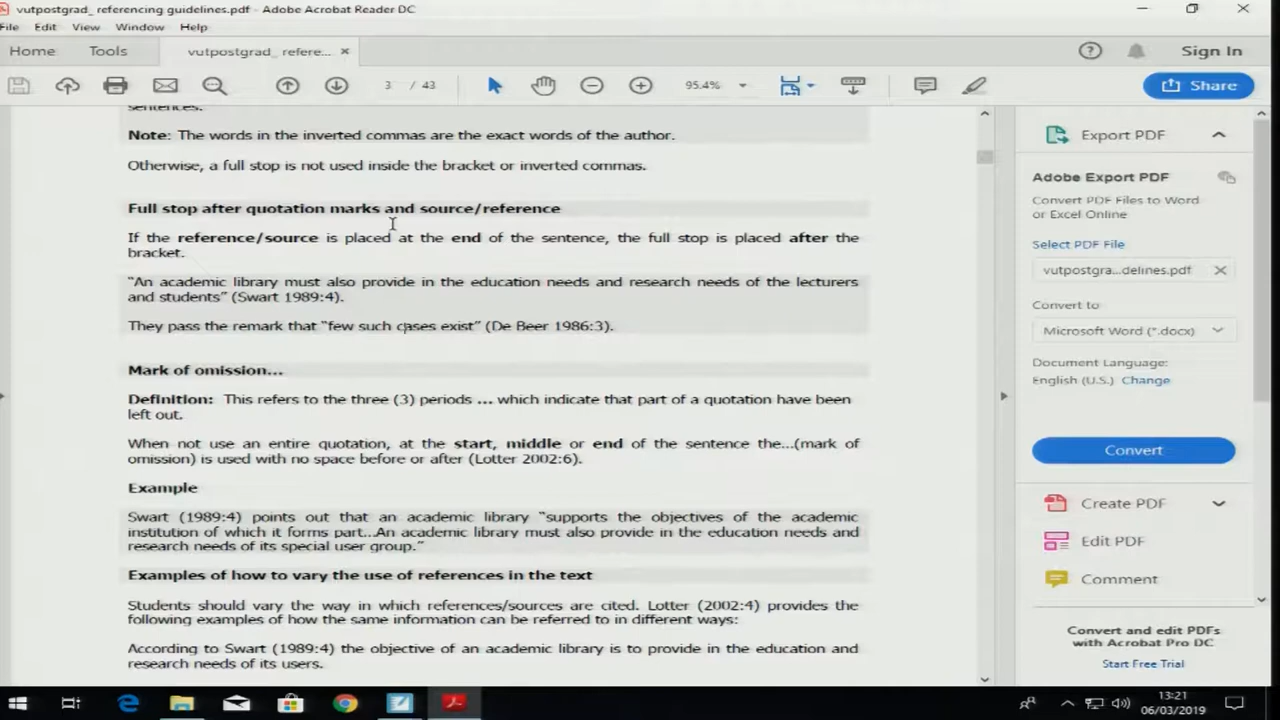 vutpostgrad_ referencing guidelines.pdf - Adobe Acrobat Reader DC
File Edit View Window Help
Home Tools vutpostgrad_ refere... × Sign In
3 / 43 95.4% Share
sentences.
Note: The words in the inverted commas are the exact words of the author.
Otherwise, a full stop is not used inside the bracket or inverted commas.
Full stop after quotation marks and source/reference
If the reference/source is placed at the end of the sentence, the full stop is placed after the
bracket.
"An academic library must also provide in the education needs and research needs of the lecturers
and students" (Swart 1989:4).
They pass the remark that "few such cases exist" (De Beer 1986:3).
Mark of omission...
Definition: This refers to the three (3) periods ... which indicate that part of a quotation have been
left out.
When not use an entire quotation, at the start, middle or end of the sentence the...(mark of
omission) is used with no space before or after (Lotter 2002:6).
Example
Swart (1989:4) points out that an academic library "supports the objectives of the academic
institution of which it forms part...An academic library must also provide in the education needs and
research needs of its special user group."
Examples of how to vary the use of references in the text
Students should vary the way in which references/sources are cited. Lotter (2002:4) provides the
following examples of how the same information can be referred to in different ways:
According to Swart (1989:4) the objective of an academic library is to provide in the education and
research needs of its users.
Export PDF
Adobe Export PDF
Convert PDF Files to Word
or Excel Online
Select PDF File
vutpostgra...delines.pdf ×
Convert to
Microsoft Word (*.docx)
Document Language:
English (U.S.) Change
Convert
Create PDF
Edit PDF
Comment
Convert and edit PDFs
with Acrobat Pro DC
Start Free Trial
13:21
06/03/2019